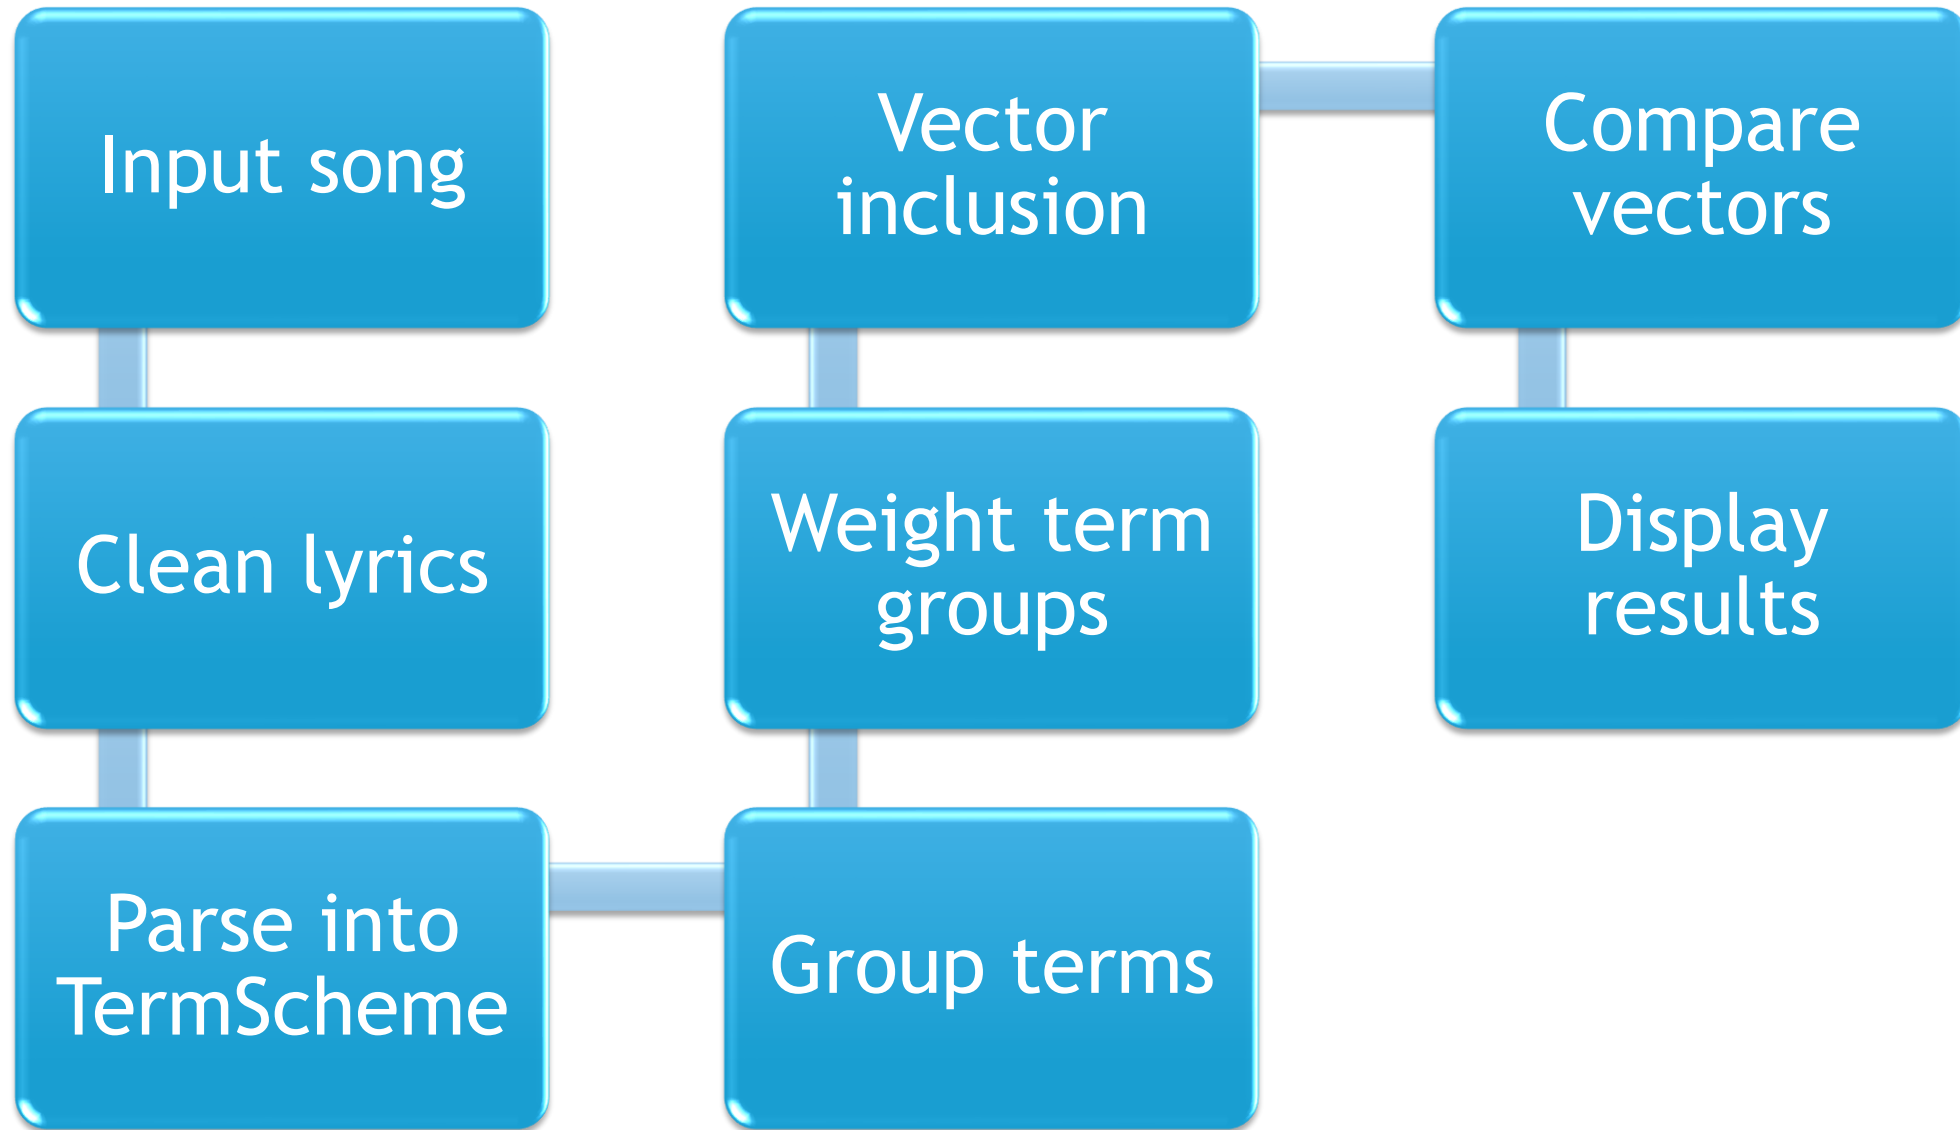 Input song
Clean lyrics
Parse into
TermScheme
Group terms
Weight term
groups
Vector
inclusion
Compare
vectors
Display
results